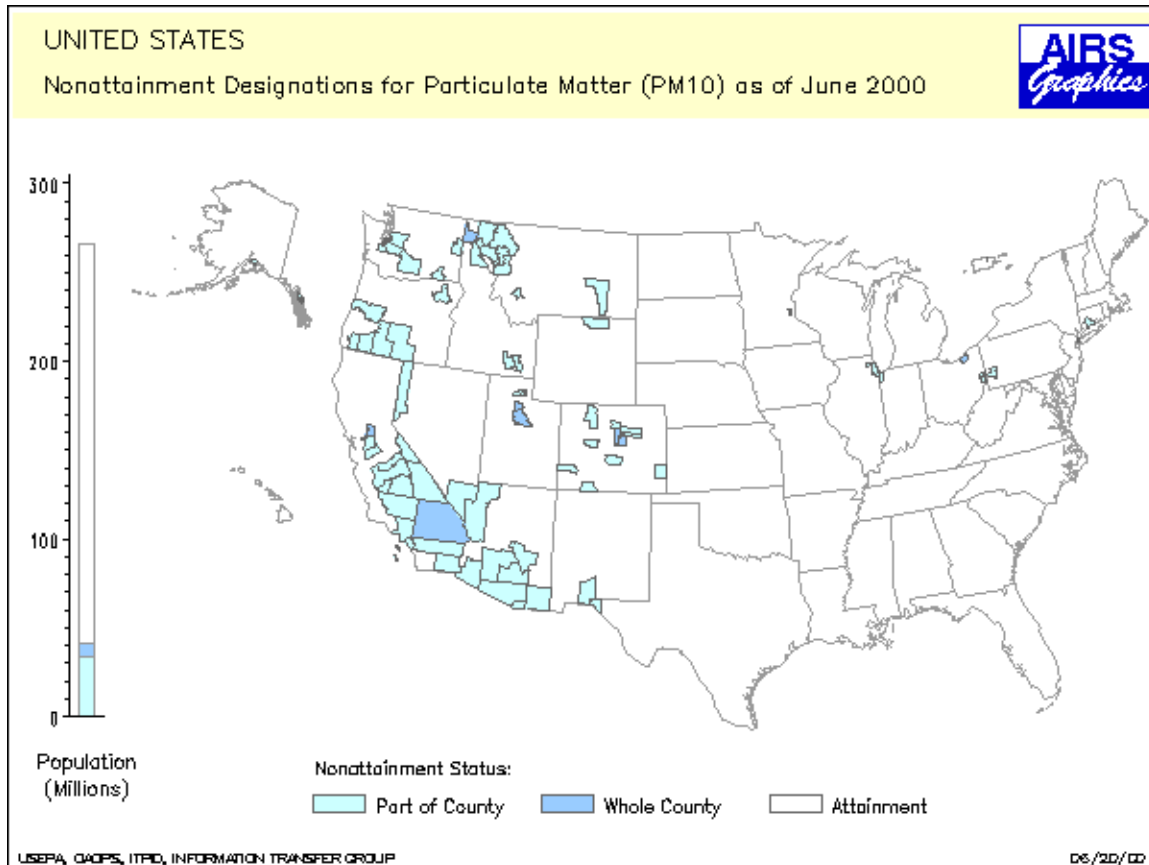 UNITED STATES
Nonattainment Designations for Particulate Matter (PM10) as of June 2000
AIRS
Graphics
300
200
100
0
Population
(Millions)
Nonattainment Status:
Part of County
Whole County
Attainment
USEPA, OAQPS, ITPID, INFORMATION TRANSFER GROUP
06/20/00